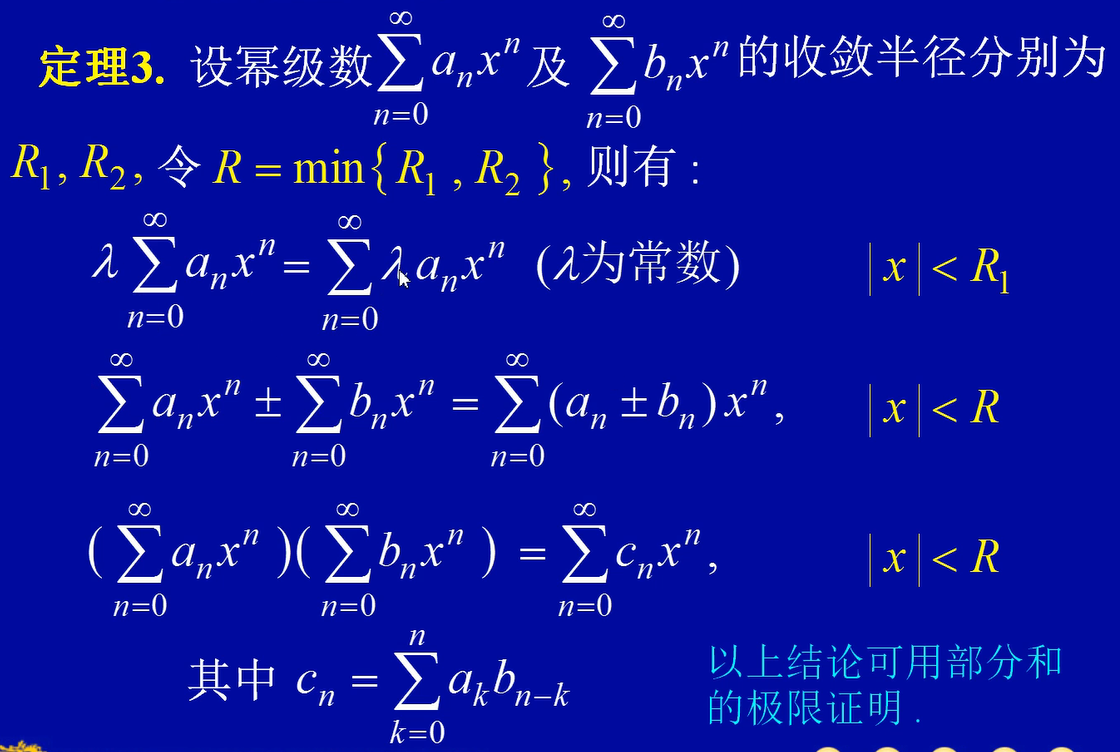 定理3. 设幂级数 $\sum_{n=0}^{\infty} a_n x^n$ 及 $\sum_{n=0}^{\infty} b_n x^n$ 的收敛半径分别为
$R_1, R_2,$ 令 $R = \min\{ R_1 , R_2 \},$ 则有 :
$\lambda \sum_{n=0}^{\infty} a_n x^n = \sum_{n=0}^{\infty} \lambda a_n x^n$ ($\lambda$为常数) $|x| < R_1$
$\sum_{n=0}^{\infty} a_n x^n \pm \sum_{n=0}^{\infty} b_n x^n = \sum_{n=0}^{\infty} (a_n \pm b_n) x^n,$ $|x| < R$
$( \sum_{n=0}^{\infty} a_n x^n )( \sum_{n=0}^{\infty} b_n x^n ) = \sum_{n=0}^{\infty} c_n x^n,$ $|x| < R$
其中 $c_n = \sum_{k=0}^{n} a_k b_{n-k}$
以上结论可用部分和
的极限证明 .